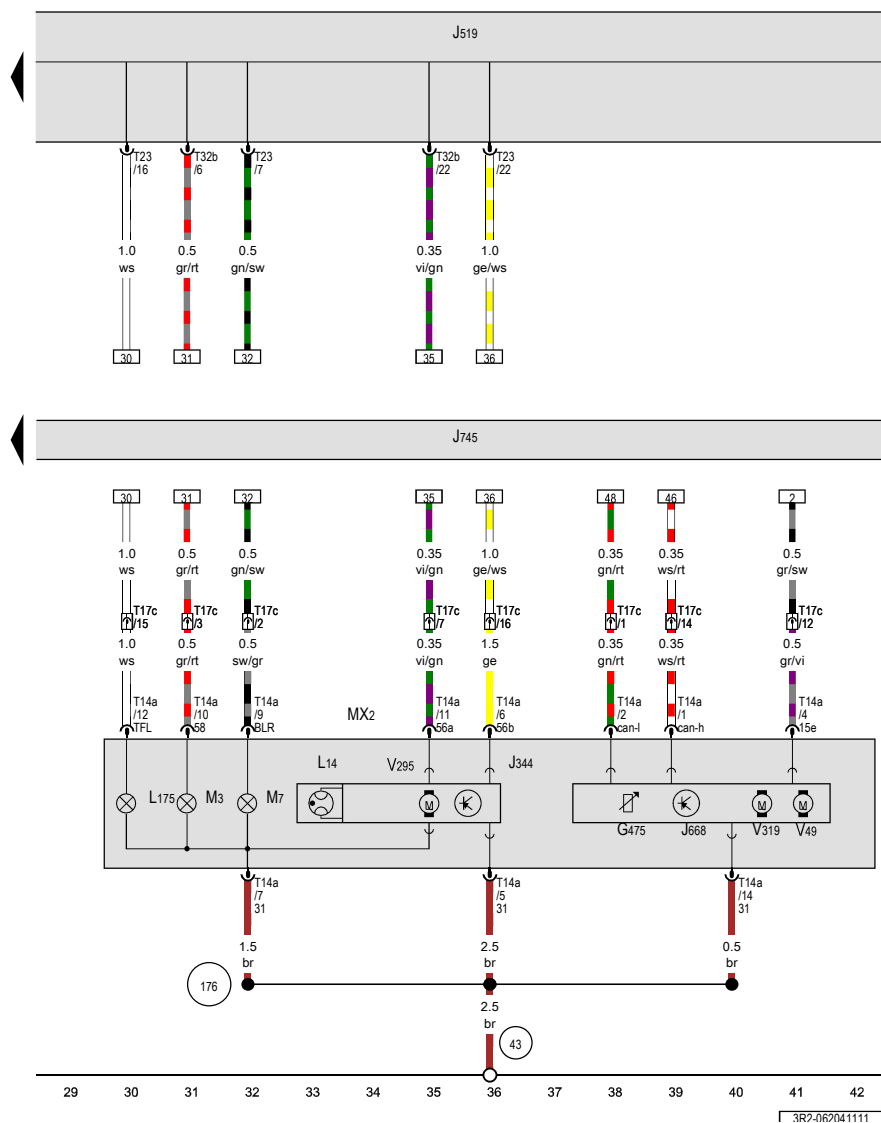 J519
T23 T32b T23 T32b T23
/16 /6 /7 /22 /22
1.0 0.5 0.5 0.35 1.0
ws gr/rt gn/sw vi/gn ge/ws
30 31 32 35 36
J745
30 31 32 35 36 48 46 2
1.0 0.5 0.5 0.35 1.0 0.35 0.35 0.5
ws gr/rt gn/sw vi/gn ge/ws gn/rt ws/rt gr/sw
T17c T17c T17c T17c T17c T17c T17c T17c
/15 /3 /2 /7 /16 /1 /14 /12
1.0 0.5 0.5 0.35 1.5 0.35 0.35 0.5
ws gr/rt sw/gr vi/gn ge gn/rt ws/rt gr/vi
T14a T14a T14a T14a T14a T14a T14a T14a
/12 /10 /9 MX2 /11 /6 /2 /1 /4
TFL 58 BLR 56a 56b can-l can-h 15e
L14 V295 J344
L175 M3 M7 M M M
G475 J668 V319 V49
T14a T14a T14a
/7 /5 /14
31 31 31
1.5 2.5 0.5
br br br
176
2.5
br
43
29 30 31 32 33 34 35 36 37 38 39 40 41 42
3R2-062041111